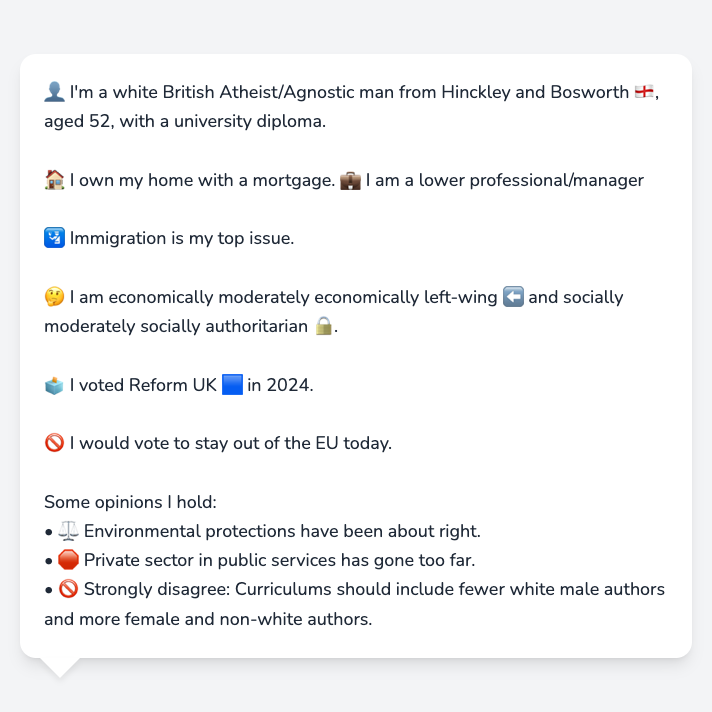 👤 I'm a white British Atheist/Agnostic man from Hinckley and Bosworth 🏴󠁧󠁢󠁥󠁮󠁧󠁿,
aged 52, with a university diploma.
🏠 I own my home with a mortgage. 💼 I am a lower professional/manager
🛂 Immigration is my top issue.
🤔 I am economically moderately economically left-wing ⬅️ and socially
moderately socially authoritarian 🔒.
🗳️ I voted Reform UK 🟦 in 2024.
🚫 I would vote to stay out of the EU today.
Some opinions I hold:
• ⚖️ Environmental protections have been about right.
• 🛑 Private sector in public services has gone too far.
• 🚫 Strongly disagree: Curriculums should include fewer white male authors
and more female and non-white authors.